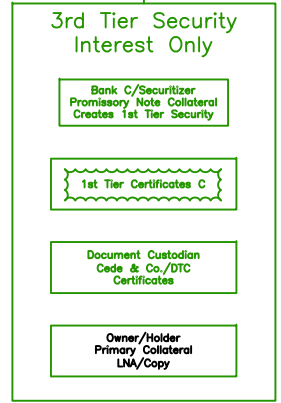 3rd Tier Security
Interest Only
Bank C/Securitizer
Promissory Note Collateral
Creates 1st Tier Security
1st Tier Certificates C
Document Custodian
Cede & Co./DTC
Certificates
Owner/Holder
Primary Collateral
LNA/Copy